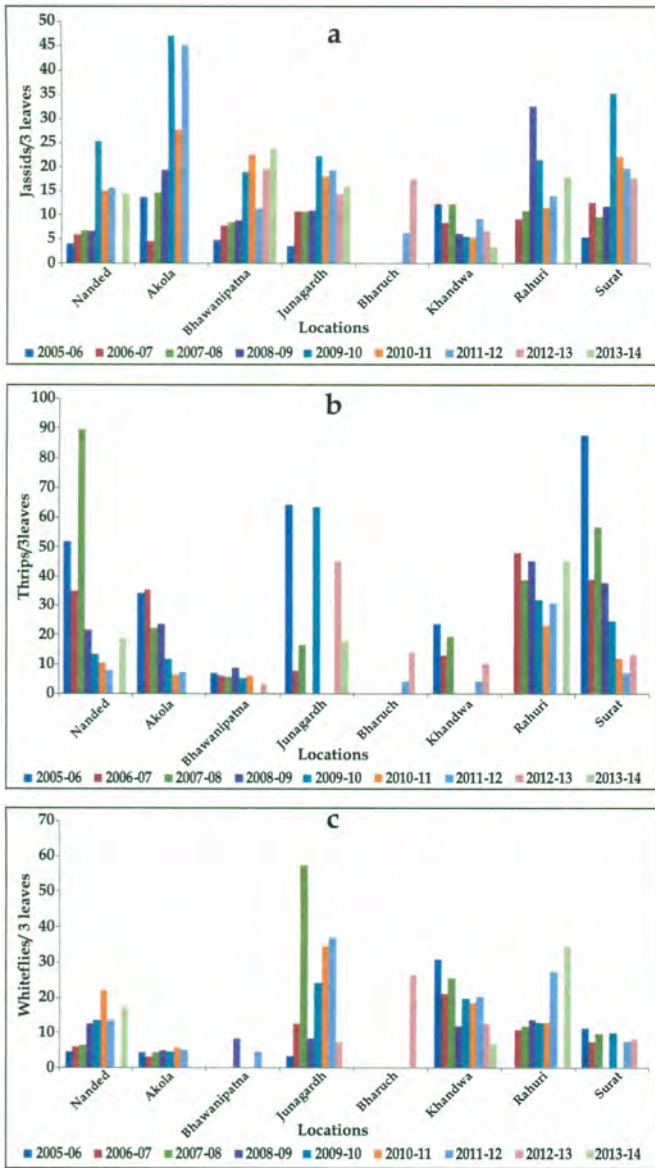 a
Jassids/3 leaves
50
45
40
35
30
25
20
15
10
5
0
Nanded
Akola
Bhawanipatna
Junagardh
Bharuch
Khandwa
Rahuri
Surat
Locations
2005-06 2006-07 2007-08 2008-09 2009-10 2010-11 2011-12 2012-13 2013-14
b
Thrips/3leaves
100
90
80
70
60
50
40
30
20
10
0
Nanded
Akola
Bhawanipatna
Junagardh
Bharuch
Khandwa
Rahuri
Surat
Locations
2005-06 2006-07 2007-08 2008-09 2009-10 2010-11 2011-12 2012-13 2013-14
c
Whiteflies/ 3 leaves
70
60
50
40
30
20
10
0
Nanded
Akola
Bhawanipatna
Junagardh
Bharuch
Khandwa
Rahuri
Surat
Locations
2005-06 2006-07 2007-08 2008-09 2009-10 2010-11 2011-12 2012-13 2013-14